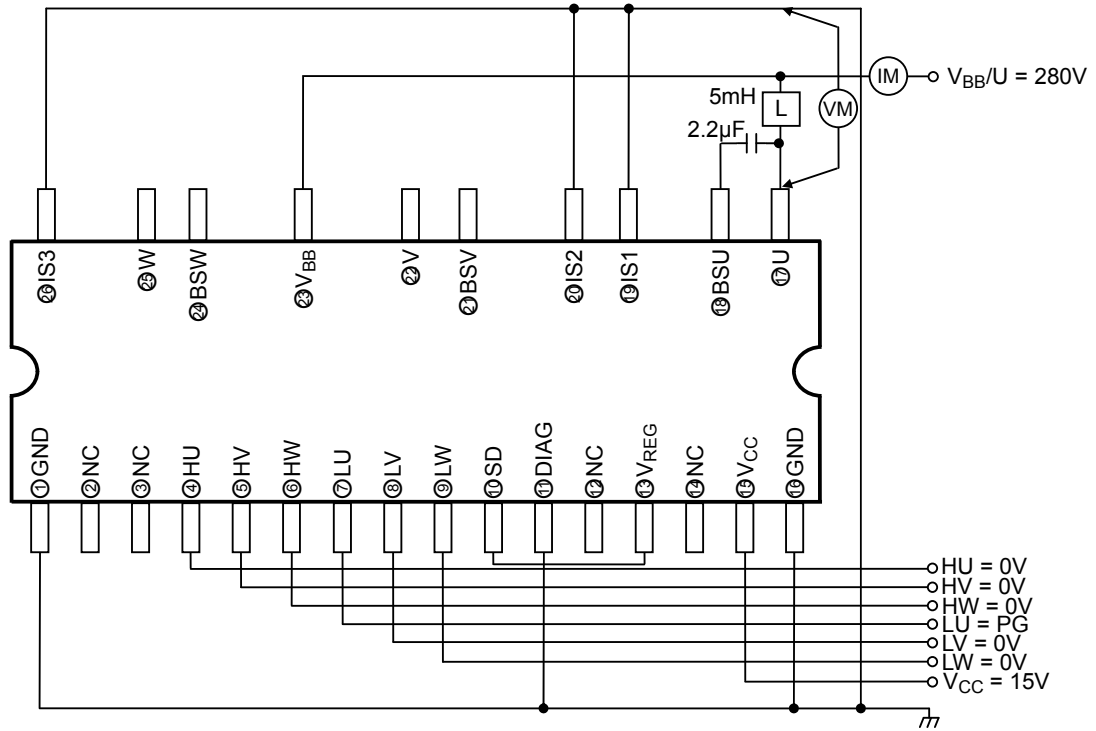 IM
V_BB/U = 280V
5mH
L
VM
2.2µF
㉖IS3
㉕W
㉔BSW
㉓V_BB
㉒V
㉑BSV
⑳IS2
⑲IS1
⑱BSU
⑰U
①GND
②NC
③NC
④HU
⑤HV
⑥HW
⑦LU
⑧LV
⑨LW
⑩SD
⑪DIAG
⑫NC
⑬V_REG
⑭NC
⑮V_CC
⑯GND
HU = 0V
HV = 0V
HW = 0V
LU = PG
LV = 0V
LW = 0V
V_CC = 15V